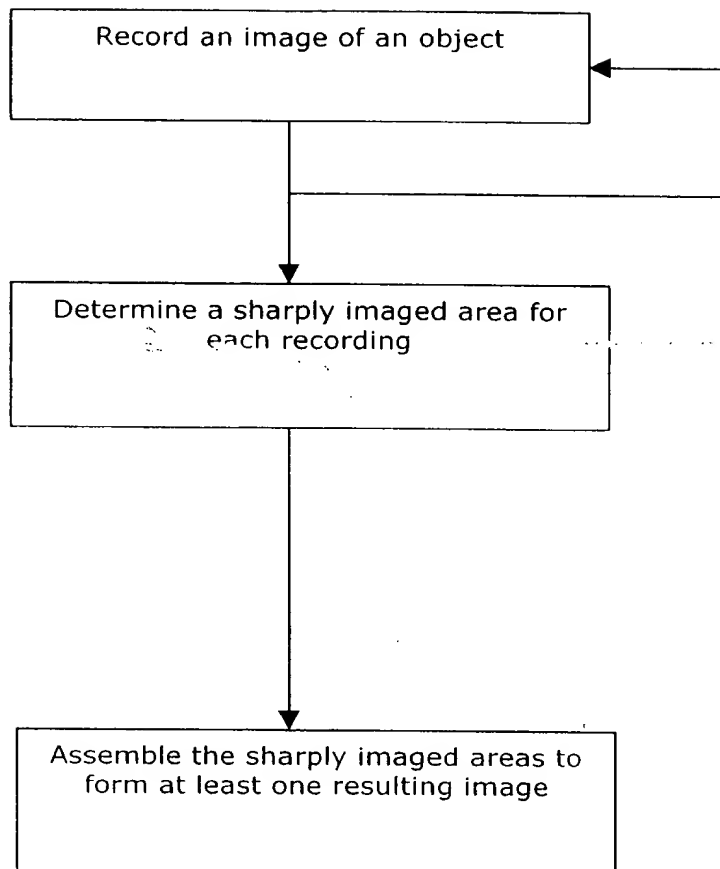 Record an image of an object
Determine a sharply imaged area for
each recording
Assemble the sharply imaged areas to
form at least one resulting image